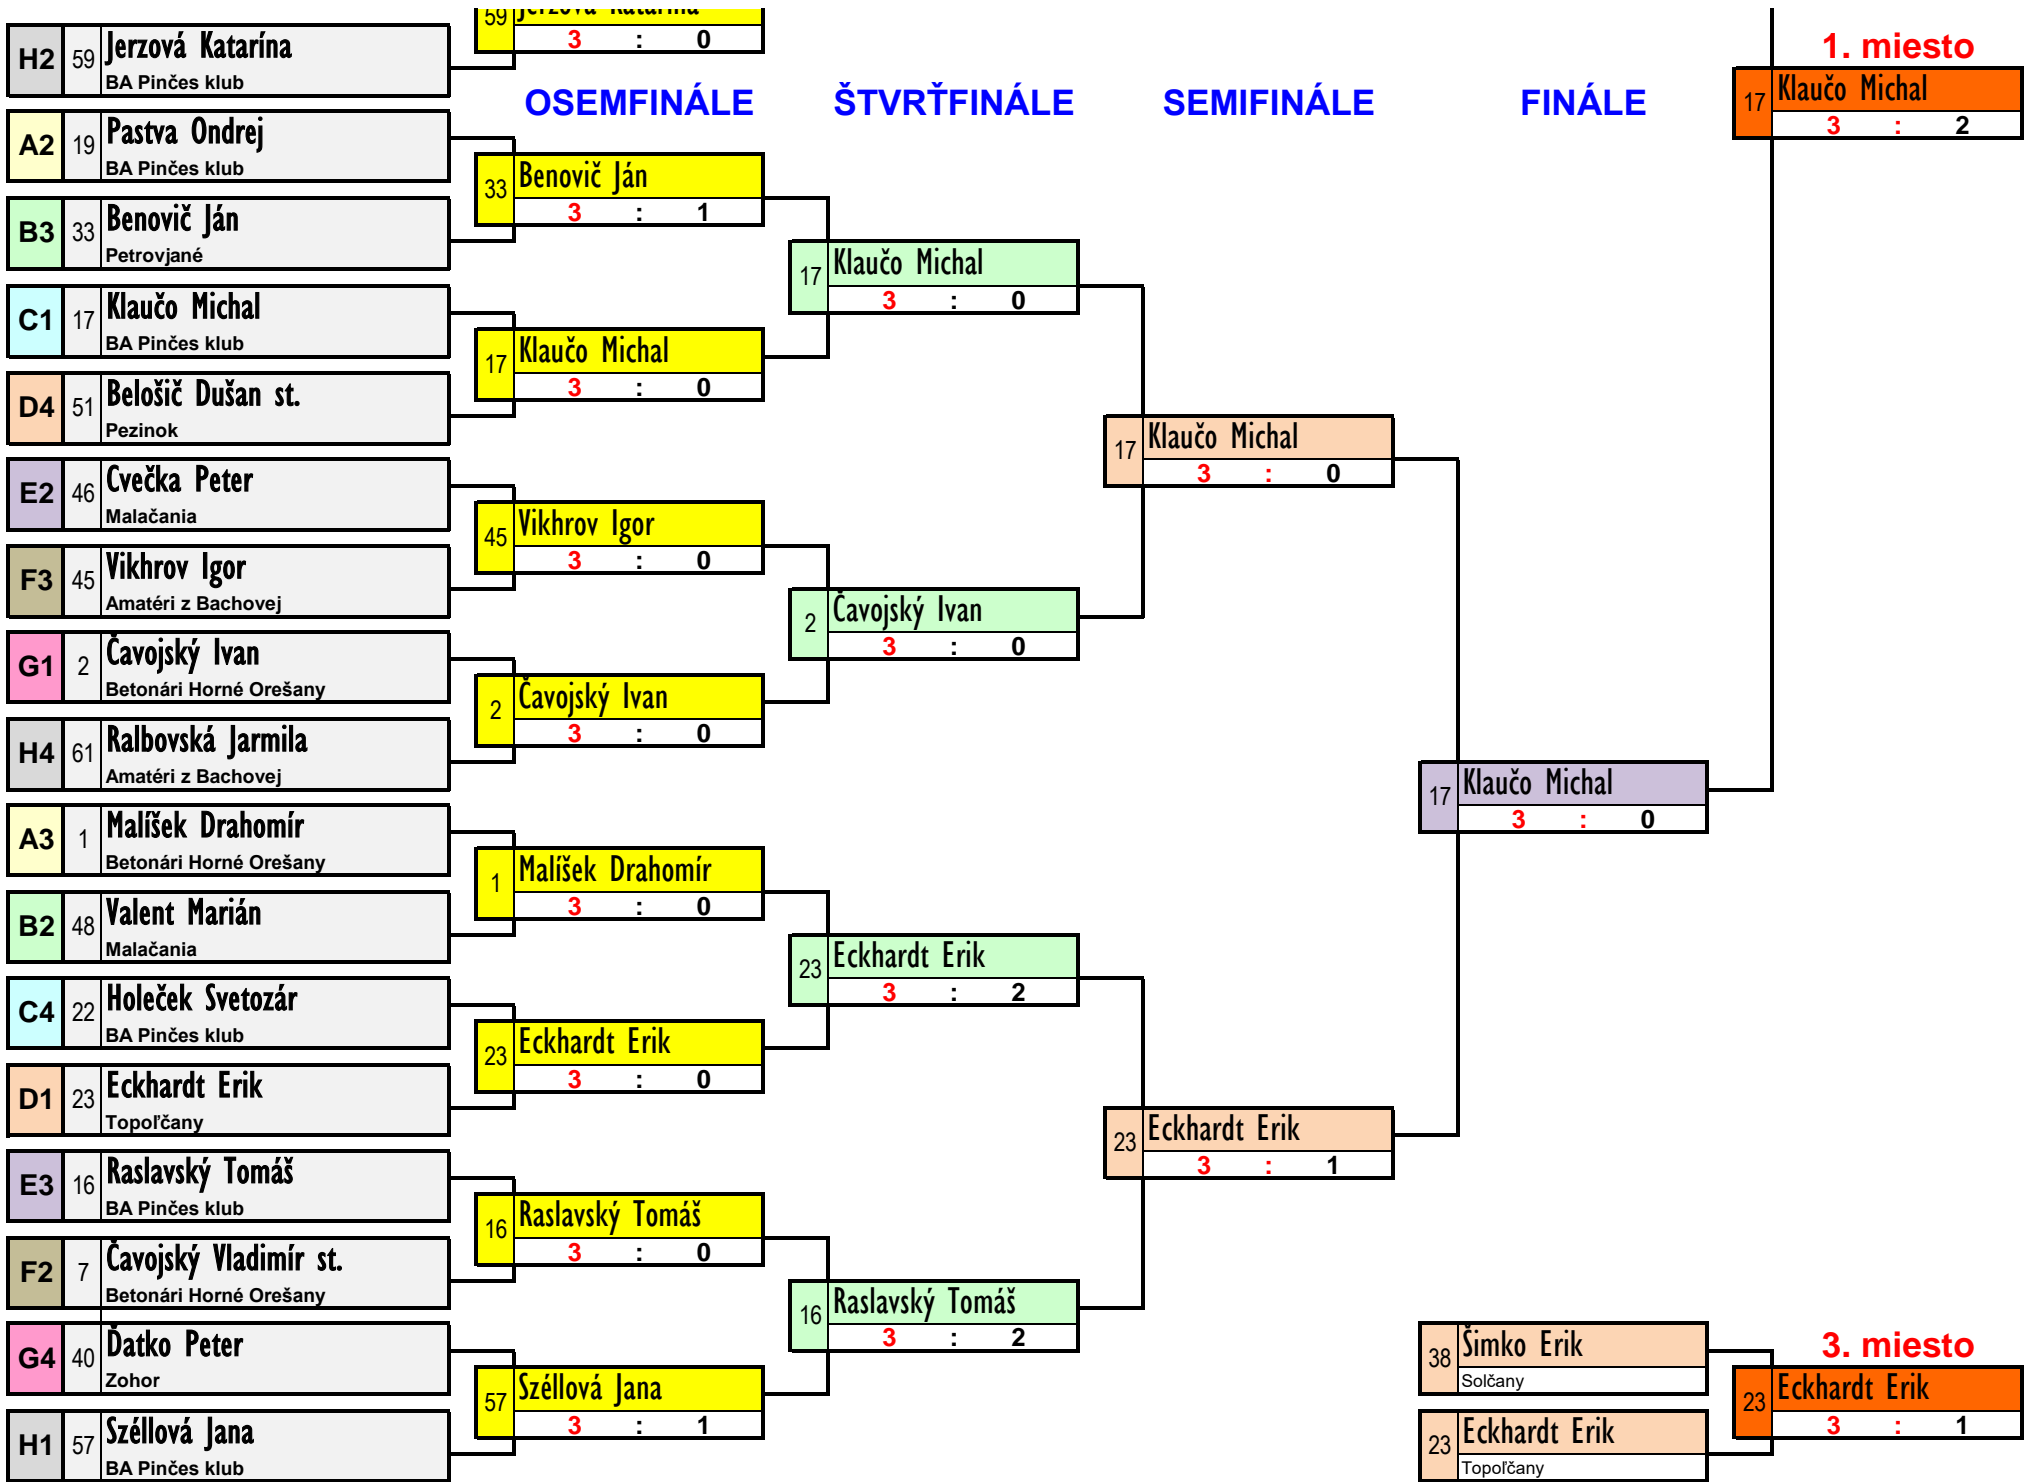 59 Jerzová Katarína
3 : 0
H2 59 Jerzová Katarína
BA Pinčes klub
1. miesto
17 Klaučo Michal
3 : 2
OSEMFINÁLE ŠTVRŤFINÁLE SEMIFINÁLE FINÁLE
A2 19 Pastva Ondrej
BA Pinčes klub
33 Benovič Ján
3 : 1
B3 33 Benovič Ján
Petrovjané
17 Klaučo Michal
3 : 0
C1 17 Klaučo Michal
BA Pinčes klub
17 Klaučo Michal
3 : 0
D4 51 Belošič Dušan st.
Pezinok
17 Klaučo Michal
3 : 0
E2 46 Cvečka Peter
Malačania
45 Vikhrov Igor
3 : 0
F3 45 Vikhrov Igor
Amatéri z Bachovej
2 Čavojský Ivan
3 : 0
G1 2 Čavojský Ivan
Betonári Horné Orešany
2 Čavojský Ivan
3 : 0
H4 61 Ralbovská Jarmila
Amatéri z Bachovej
17 Klaučo Michal
3 : 0
A3 1 Malíšek Drahomír
Betonári Horné Orešany
1 Malíšek Drahomír
3 : 0
B2 48 Valent Marián
Malačania
23 Eckhardt Erik
3 : 2
C4 22 Holeček Svetozár
BA Pinčes klub
23 Eckhardt Erik
3 : 0
D1 23 Eckhardt Erik
Topoľčany
23 Eckhardt Erik
3 : 1
E3 16 Raslavský Tomáš
BA Pinčes klub
16 Raslavský Tomáš
3 : 0
F2 7 Čavojský Vladimír st.
Betonári Horné Orešany
16 Raslavský Tomáš
3 : 2
G4 40 Ďatko Peter
Zohor
57 Széllová Jana
3 : 1
H1 57 Széllová Jana
BA Pinčes klub
38 Šimko Erik
Solčany
3. miesto
23 Eckhardt Erik
3 : 1
23 Eckhardt Erik
Topoľčany